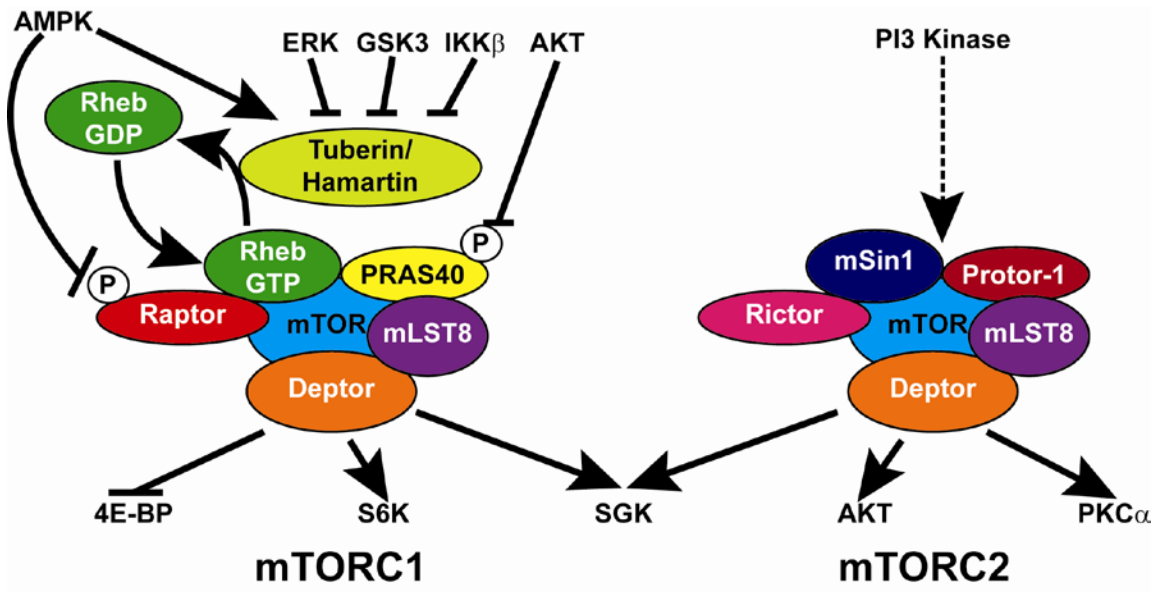 AMPK
ERK GSK3 IKKβ AKT
PI3 Kinase
Rheb
GDP
Tuberin/
Hamartin
Rheb
GTP
P
PRAS40
P
Raptor
mTOR
mLST8
Deptor
mSin1
Protor-1
Rictor
mTOR
mLST8
Deptor
4E-BP
S6K
SGK
AKT
PKCα
mTORC1
mTORC2